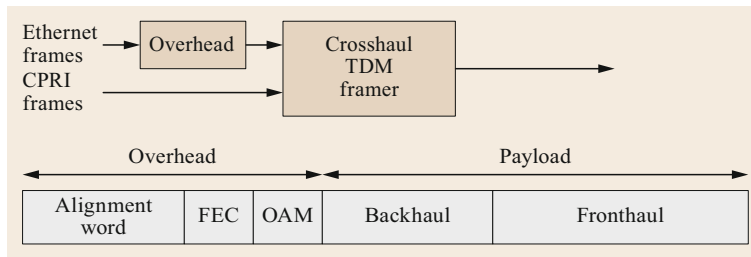 Ethernet
frames
CPRI
frames
Overhead
Crosshaul
TDM
framer
Overhead
Payload
Alignment
word
FEC
OAM
Backhaul
Fronthaul